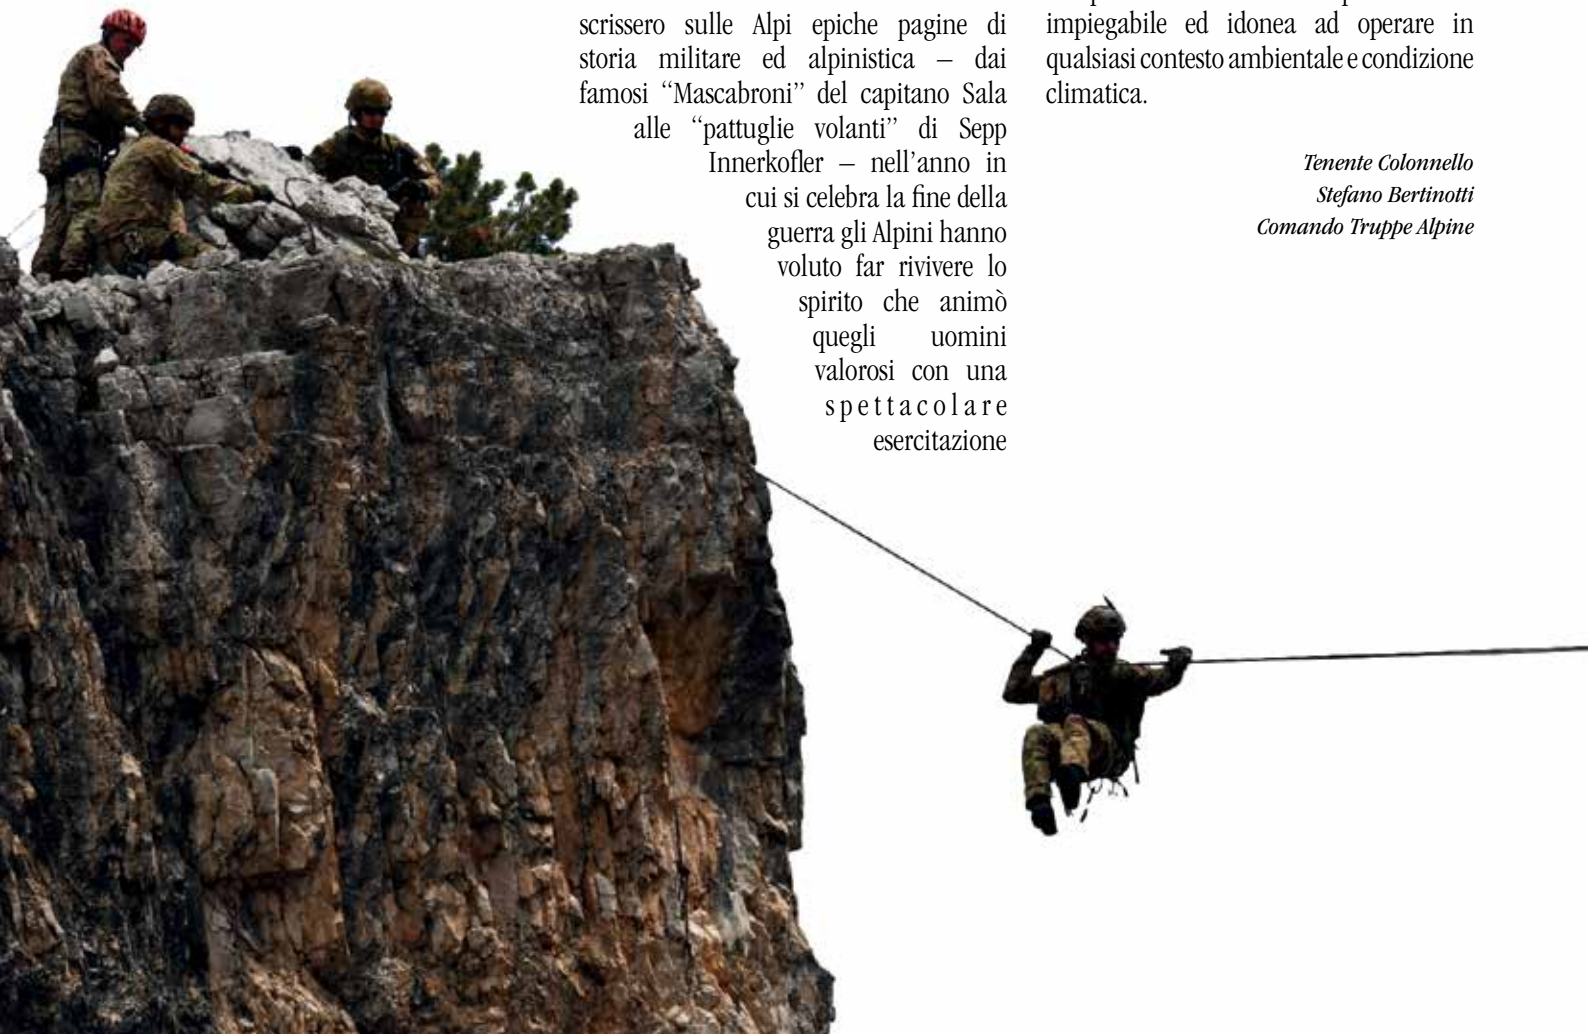 scrissero sulle Alpi epiche pagine di
storia militare ed alpinistica – dai
famosi “Mascabroni” del capitano Sala
alle “pattuglie volanti” di Sepp
Innerkofler – nell’anno in
cui si celebra la fine della
guerra gli Alpini hanno
voluto far rivivere lo
spirito che animò
quegli uomini
valorosi con una
spettacolare
esercitazione
impiegabile ed idonea ad operare in
qualsiasi contesto ambientale e condizione
climatica.
Tenente Colonnello
Stefano Bertinotti
Comando Truppe Alpine